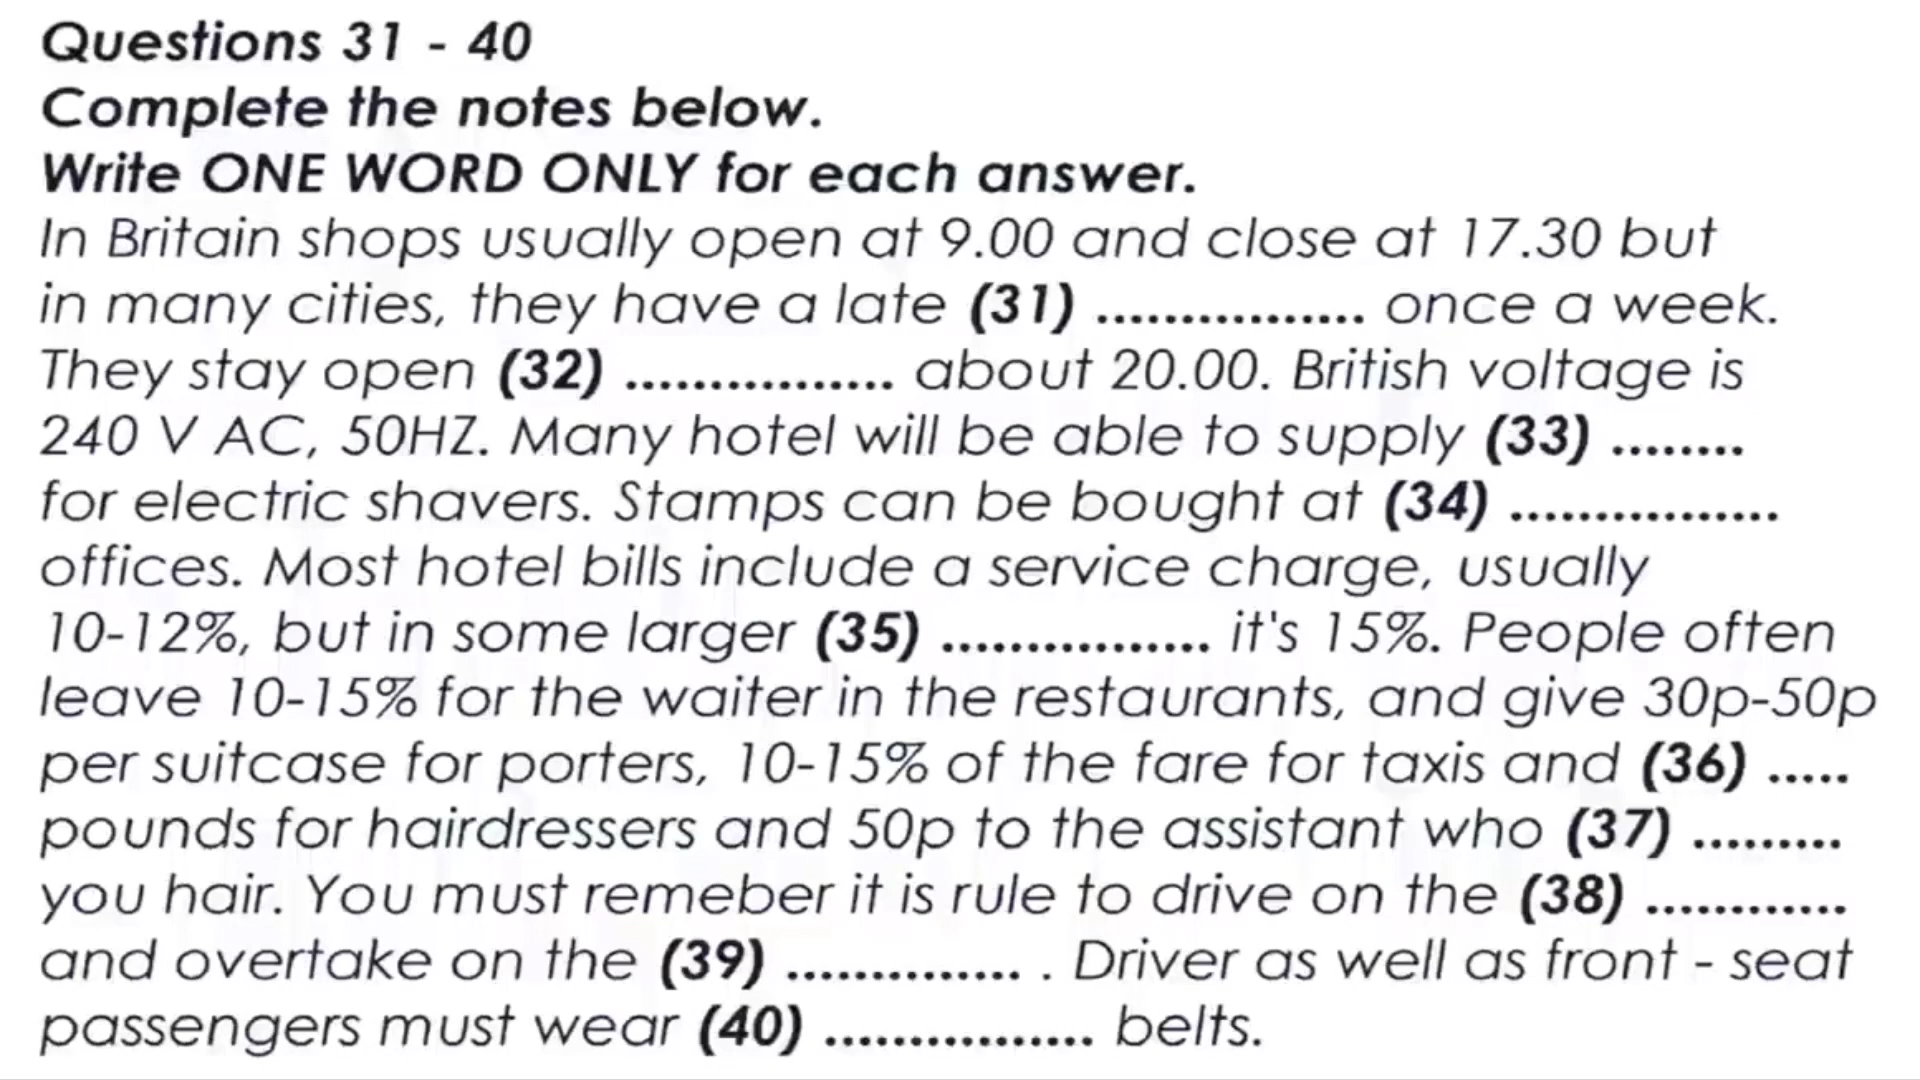 Questions 31 - 40
Complete the notes below.
Write ONE WORD ONLY for each answer.
In Britain shops usually open at 9.00 and close at 17.30 but
in many cities, they have a late (31) ................ once a week.
They stay open (32) ................ about 20.00. British voltage is
240 V AC, 50HZ. Many hotel will be able to supply (33) ........
for electric shavers. Stamps can be bought at (34) ................
offices. Most hotel bills include a service charge, usually
10-12%, but in some larger (35) ................ it's 15%. People often
leave 10-15% for the waiter in the restaurants, and give 30p-50p
per suitcase for porters, 10-15% of the fare for taxis and (36) .....
pounds for hairdressers and 50p to the assistant who (37) .........
you hair. You must remeber it is rule to drive on the (38) ............
and overtake on the (39) .............. . Driver as well as front - seat
passengers must wear (40) ................ belts.